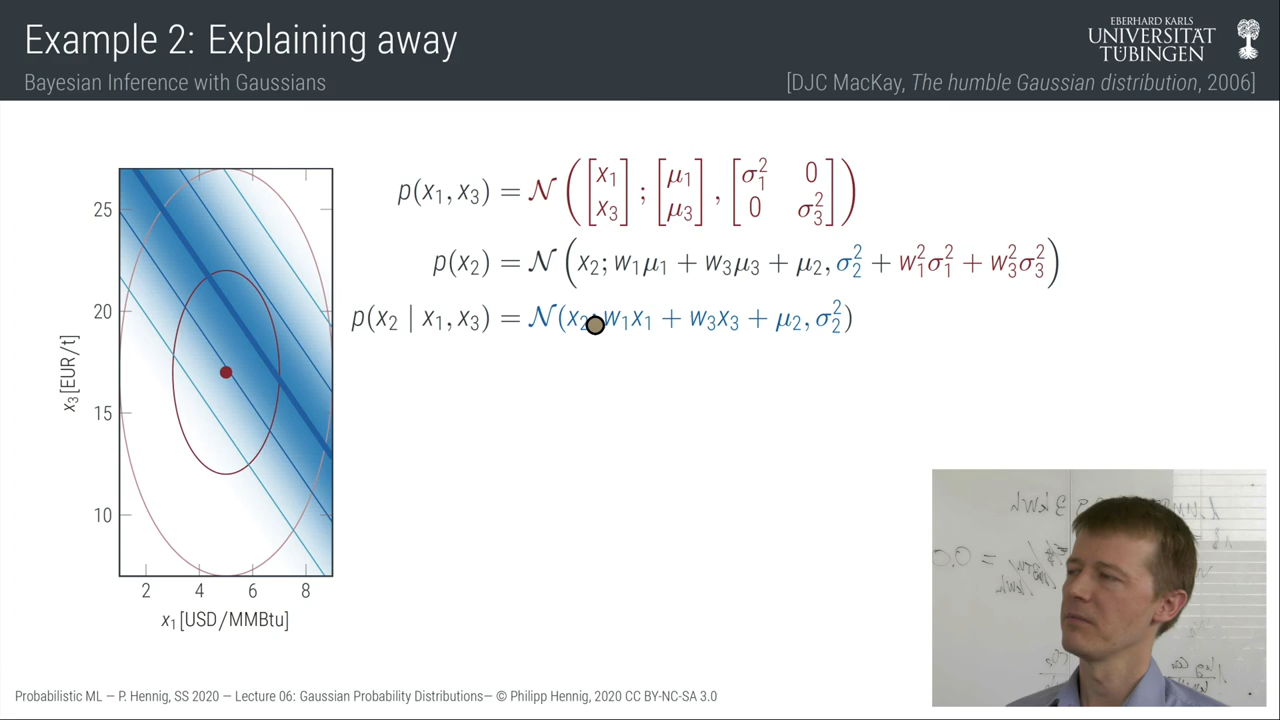 Example 2: Explaining away
Bayesian Inference with Gaussians
EBERHARD KARLS
UNIVERSITÄT
TÜBINGEN
[DJC MacKay, The humble Gaussian distribution, 2006]
p(x₁, x₃) = 𝒩 ( [x₁ x₃] ; [μ₁ μ₃] , [σ₁² 0 0 σ₃²] )
p(x₂) = 𝒩 (x₂; w₁μ₁ + w₃μ₃ + μ₂, σ₂² + w₁²σ₁² + w₃²σ₃²)
p(x₂ | x₁, x₃) = 𝒩(x₂; w₁x₁ + w₃x₃ + μ₂, σ₂²)
25
20
15
10
x₃ [EUR/t]
2 4 6 8
x₁ [USD/MMBtu]
3 kWh
= 0.0
Probabilistic ML — P. Hennig, SS 2020 — Lecture 06: Gaussian Probability Distributions— © Philipp Hennig, 2020 CC BY-NC-SA 3.0